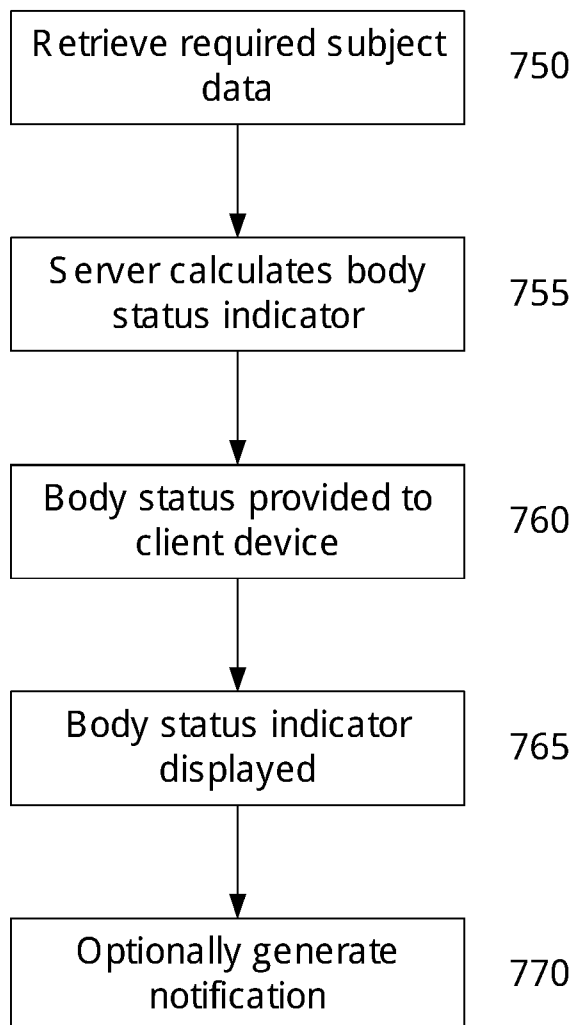 Retrieve required subject
data
750
Server calculates body
status indicator
755
Body status provided to
client device
760
Body status indicator
displayed
765
Optionally generate
notification
770